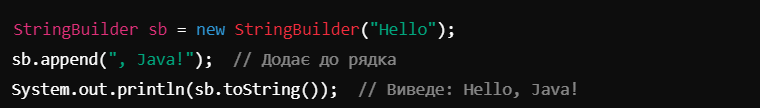 StringBuilder sb = new StringBuilder("Hello");
sb.append(", Java!");  // Додає до рядка
System.out.println(sb.toString());  // Виведе: Hello, Java!